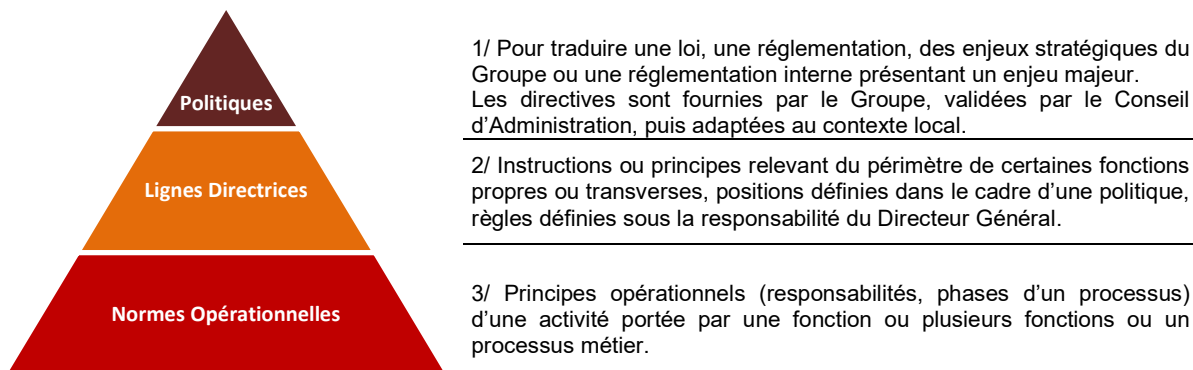 Politiques
1/ Pour traduire une loi, une réglementation, des enjeux stratégiques du
Groupe ou une réglementation interne présentant un enjeu majeur.
Les directives sont fournies par le Groupe, validées par le Conseil
d’Administration, puis adaptées au contexte local.
Lignes Directrices
2/ Instructions ou principes relevant du périmètre de certaines fonctions
propres ou transverses, positions définies dans le cadre d’une politique,
règles définies sous la responsabilité du Directeur Général.
Normes Opérationnelles
3/ Principes opérationnels (responsabilités, phases d’un processus)
d’une activité portée par une fonction ou plusieurs fonctions ou un
processus métier.